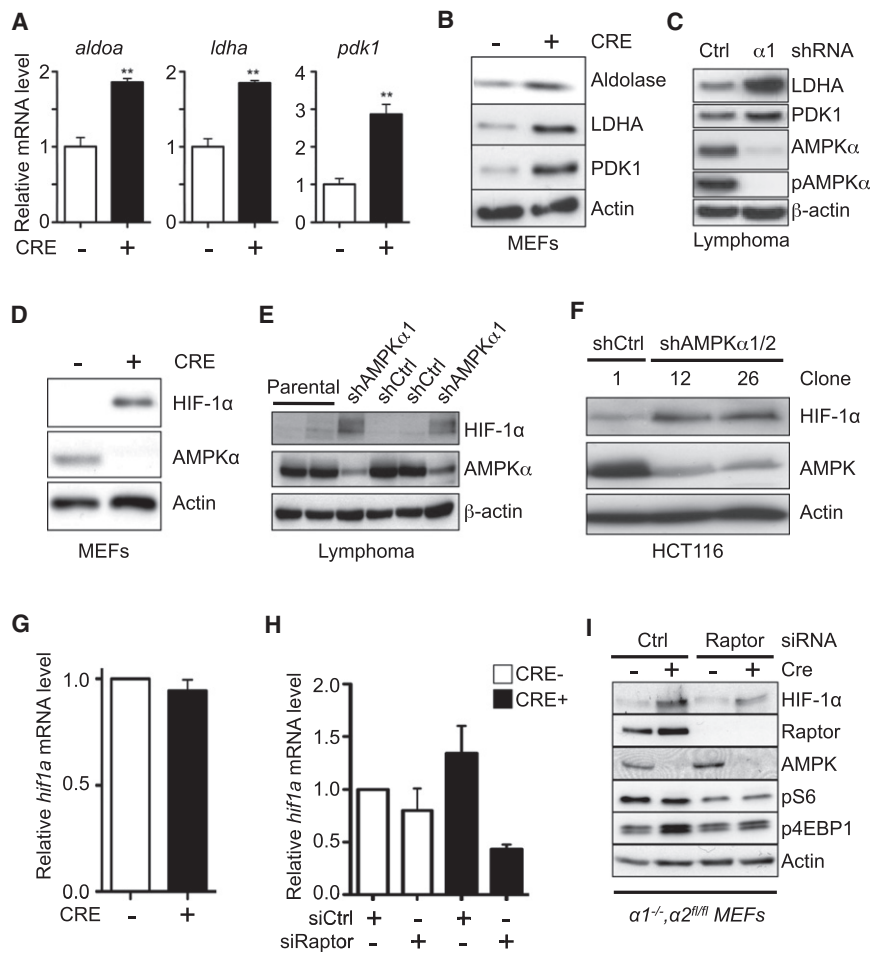 A
aldoa ldha pdk1
Relative mRNA level
2 2 4
3
1 1 2
1
0 0 0
** ** **
CRE - + - + - +
B
- + CRE
Aldolase
LDHA
PDK1
Actin
MEFs
C
Ctrl α1 shRNA
LDHA
PDK1
AMPKα
pAMPKα
β-actin
Lymphoma
D
- + CRE
HIF-1α
AMPKα
Actin
MEFs
E
Parental shAMPKα1 shCtrl shCtrl shAMPKα1
HIF-1α
AMPKα
β-actin
Lymphoma
F
shCtrl shAMPKα1/2
1 12 26 Clone
HIF-1α
AMPK
Actin
HCT116
G
Relative hif1a mRNA level
1.0
0.5
0.0
CRE - +
H
Relative hif1a mRNA level
CRE-
CRE+
2.0
1.5
1.0
0.5
0.0
siCtrl + - + -
siRaptor - + - +
I
Ctrl Raptor siRNA
- + - + Cre
HIF-1α
Raptor
AMPK
pS6
p4EBP1
Actin
α1-/-,α2fl/fl MEFs